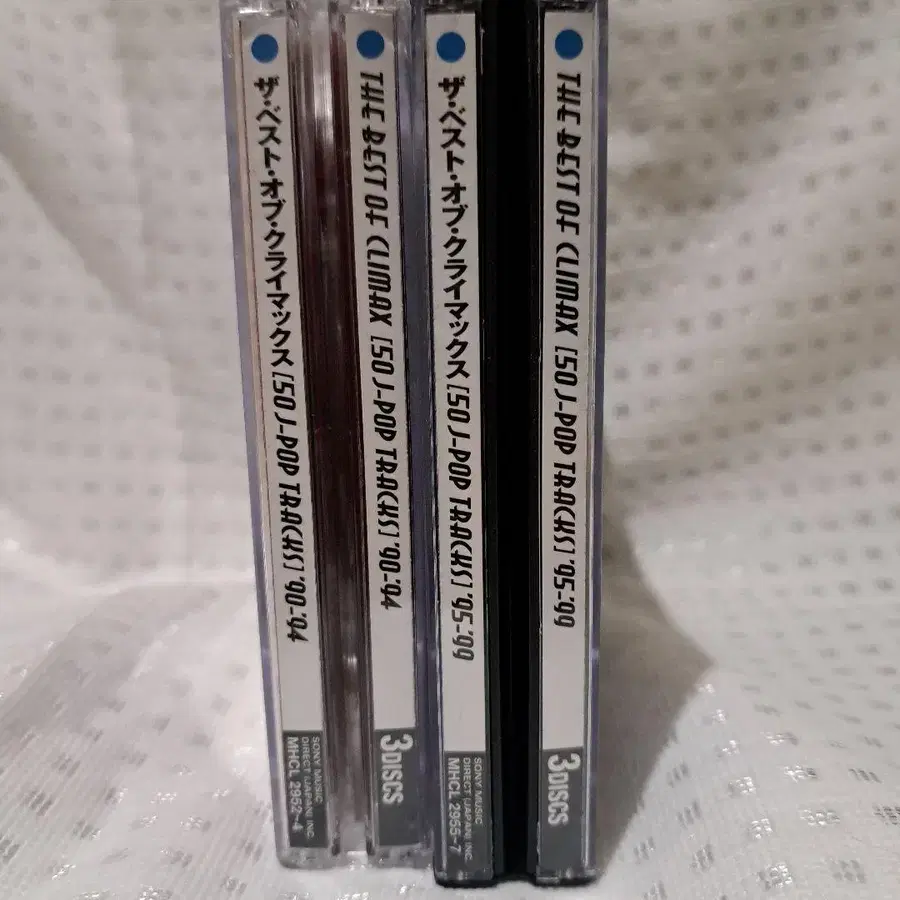 ザ・ベスト・オブ・クライマックス [50 J-POP TRACKS] '90-'94
SONY MUSIC
DIRECT (JAPAN) INC.
MHCL 2952~4
THE BEST OF CLIMAX [50 J-POP TRACKS] '90-'94
3DISCS
ザ・ベスト・オブ・クライマックス [50 J-POP TRACKS] '95-'99
SONY MUSIC
DIRECT (JAPAN) INC.
MHCL 2955~7
THE BEST OF CLIMAX [50 J-POP TRACKS] '95-'99
3DISCS